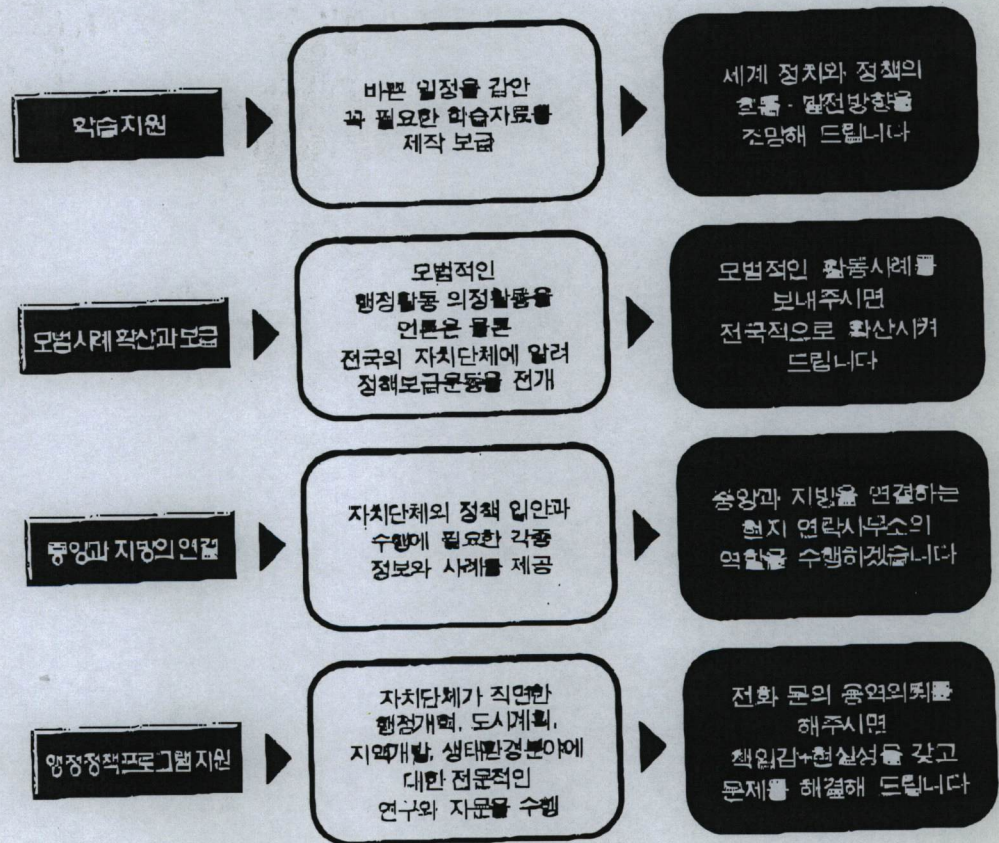 학습지원
바쁜 일정을 감안
꼭 필요한 학습자료를
제작 보급
세계 정치와 정책의
흐름·발전방향을
조망해 드립니다
모범사례 확산과 보급
모범적인
행정활동 의정활동을
언론은 물론
전국의 자치단체에 알려
정책보급운동을 전개
모범적인 활동사례를
보내주시면
전국적으로 확산시켜
드립니다
중앙과 지방의 연결
자치단체의 정책 입안과
수행에 필요한 각종
정보와 사례를 제공
중앙과 지방을 연결하는
현지 연락사무소의
역할을 수행하겠습니다
행정정책프로그램지원
자치단체가 직면한
행정개혁, 도시계획,
지역개발, 생태환경분야에
대한 전문적인
연구와 자문을 수행
전화 문의 용역의뢰를
해주시면
책임감+현실성을 갖고
문제를 해결해 드립니다